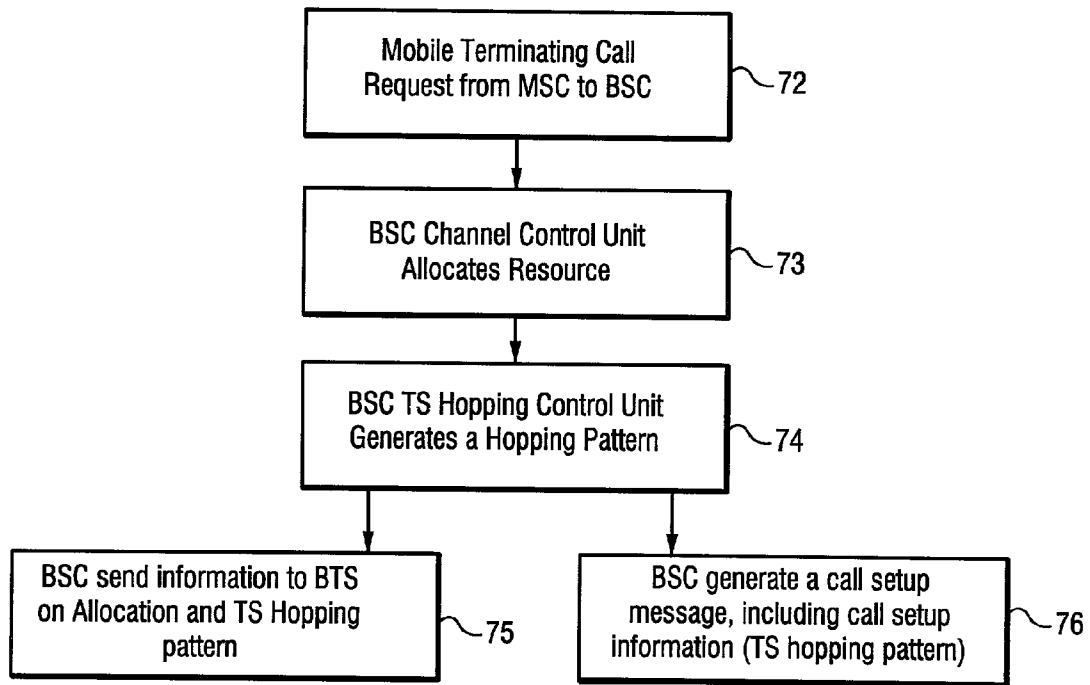 Mobile Terminating Call
Request from MSC to BSC
72
BSC Channel Control Unit
Allocates Resource
73
BSC TS Hopping Control Unit
Generates a Hopping Pattern
74
BSC send information to BTS
on Allocation and TS Hopping
pattern
75
BSC generate a call setup
message, including call setup
information (TS hopping pattern)
76